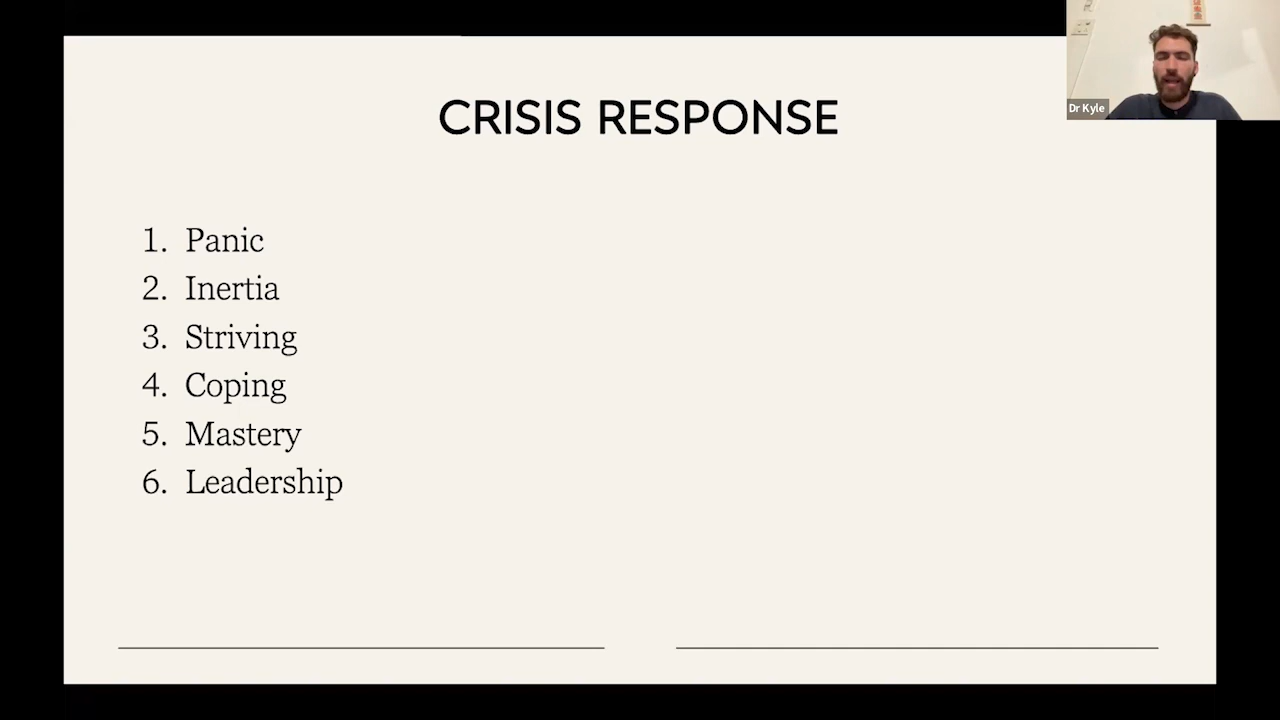 CRISIS RESPONSE
1. Panic
2. Inertia
3. Striving
4. Coping
5. Mastery
6. Leadership
Dr Kyle